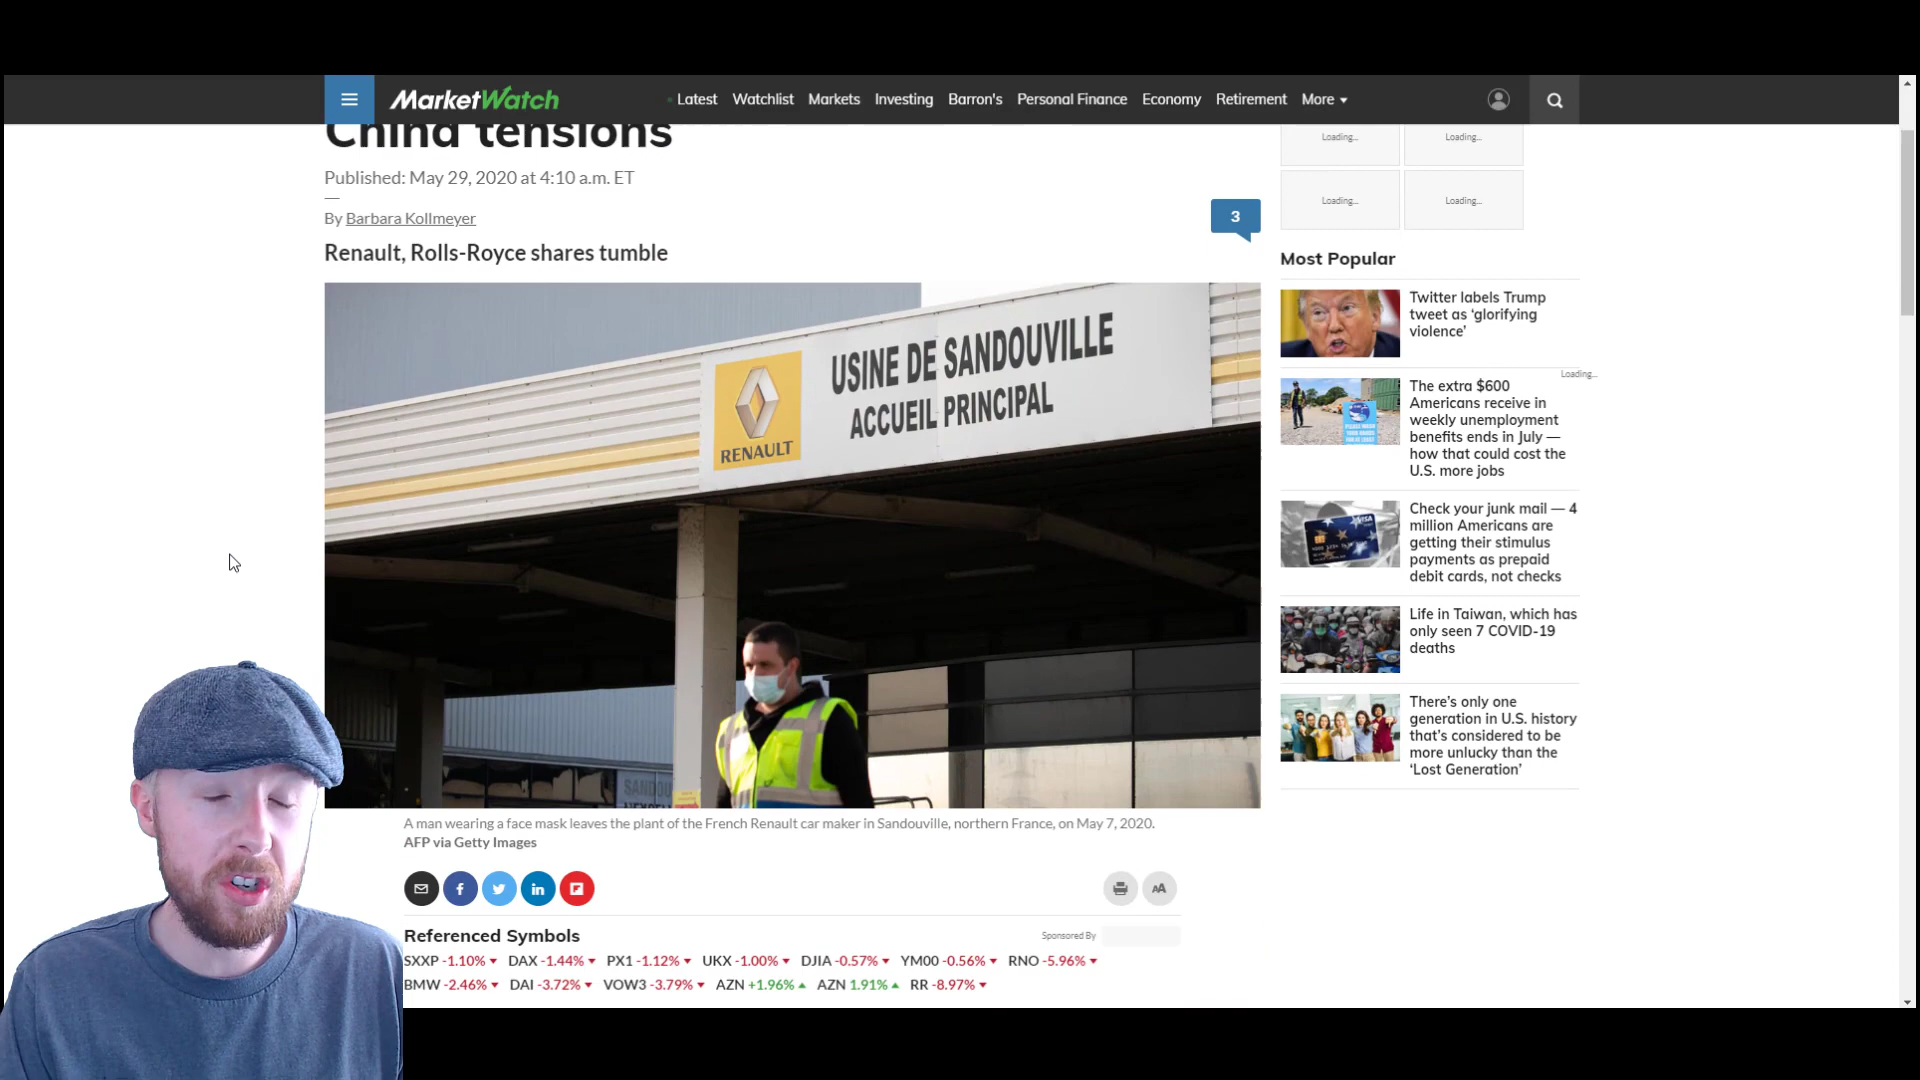 MarketWatch
Latest Watchlist Markets Investing Barron's Personal Finance Economy Retirement More
China tensions
Published: May 29, 2020 at 4:10 a.m. ET
By Barbara Kollmeyer
3
Renault, Rolls-Royce shares tumble
RENAULT
USINE DE SANDOUVILLE
ACCUEIL PRINCIPAL
A man wearing a face mask leaves the plant of the French Renault car maker in Sandouville, northern France, on May 7, 2020.
AFP via Getty Images
AA
Referenced Symbols
Sponsored By
SXXP -1.10% DAX -1.44% PX1 -1.12% UKX -1.00% DJIA -0.57% YM00 -0.56% RNO -5.96%
BMW -2.46% DAI -3.72% VOW3 -3.79% AZN +1.96% AZN 1.91% RR -8.97%
Loading... Loading...
Loading... Loading...
Most Popular
Twitter labels Trump
tweet as ‘glorifying
violence’
Loading...
The extra $600
Americans receive in
weekly unemployment
benefits ends in July —
how that could cost the
U.S. more jobs
Check your junk mail — 4
million Americans are
getting their stimulus
payments as prepaid
debit cards, not checks
Life in Taiwan, which has
only seen 7 COVID-19
deaths
There’s only one
generation in U.S. history
that’s considered to be
more unlucky than the
‘Lost Generation’